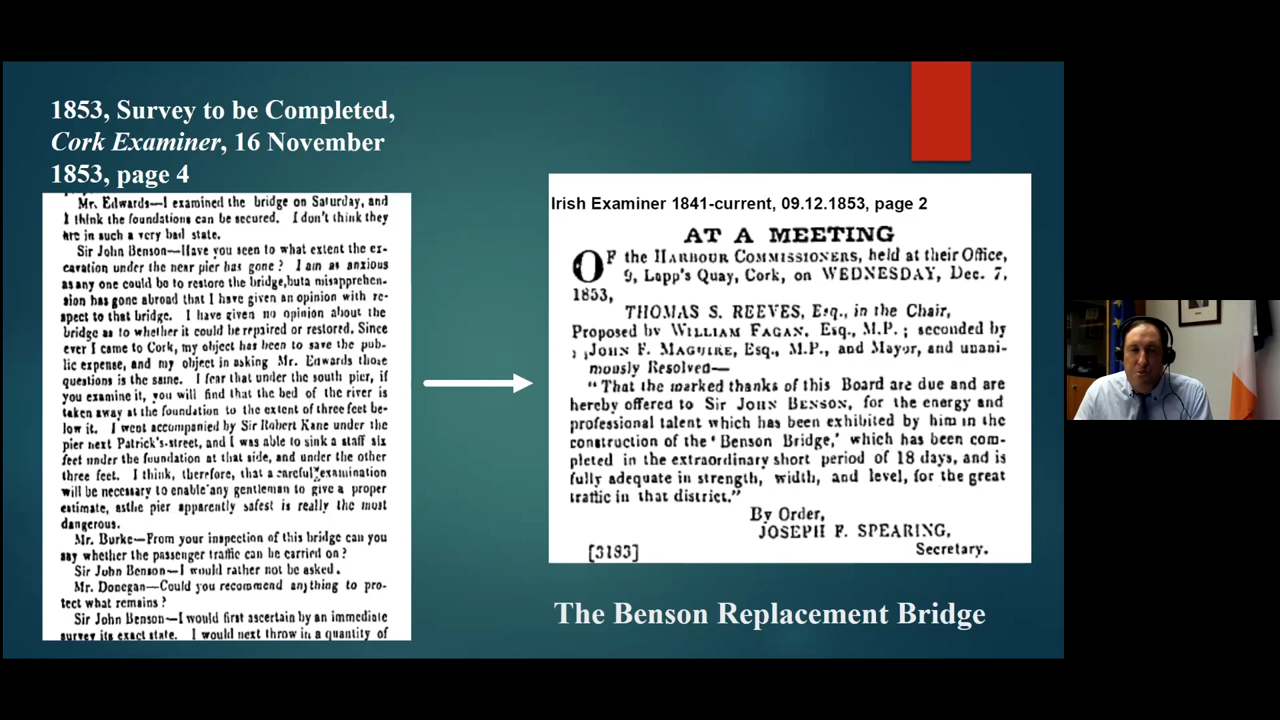 1853, Survey to be Completed,
Cork Examiner, 16 November
1853, page 4
Mr. Edwards—I examined the bridge on Saturday, and
I think the foundations can be secured. I don't think they
are in such a very bad state.
Sir John Benson—Have you seen to what extent the ex-
cavation under the near pier has gone? I am as anxious
as any one could be to restore the bridge, but a misapprehen-
sion has gone abroad that I have given an opinion with re-
spect to that bridge. I have given no opinion about the
bridge as to whether it could be repaired or restored. Since
ever I came to Cork, my object has been to save the pub-
lic expense, and my object in asking Mr. Edwards those
questions is the same. I fear that under the south pier, if
you examine it, you will find that the bed of the river is
taken away at the foundation to the extent of three feet be-
low it. I went accompanied by Sir Robert Kane under the
pier next Patrick's-street, and I was able to sink a staff six
feet under the foundation at that side, and under the other
three feet. I think, therefore, that a careful examination
will be necessary to enable any gentleman to give a proper
estimate, as the pier apparently safest is really the most
dangerous.
Mr. Burke—From your inspection of this bridge can you
say whether the passenger traffic can be carried on?
Sir John Benson—I would rather not be asked.
Mr. Donegan—Could you recommend anything to pro-
tect what remains?
Sir John Benson—I would first ascertain by an immediate
survey its exact state. I would next throw in a quantity of
Irish Examiner 1841-current, 09.12.1853, page 2
AT A MEETING
OF the HARBOUR COMMISSIONERS, held at their Office,
9, Lapp's Quay, Cork, on WEDNESDAY, Dec. 7,
1853,
THOMAS S. REEVES, Esq., in the Chair,
Proposed by WILLIAM FAGAN, Esq., M.P.; seconded by
JOHN F. MAGUIRE, Esq., M.P., and Mayor, and unani-
mously Resolved—
"That the marked thanks of this Board are due and are
hereby offered to Sir JOHN BENSON, for the energy and
professional talent which has been exhibited by him in the
construction of the 'Benson Bridge,' which has been com-
pleted in the extraordinary short period of 18 days, and is
fully adequate in strength, width, and level, for the great
traffic in that district."
By Order,
JOSEPH F. SPEARING,
[3193] Secretary.
The Benson Replacement Bridge